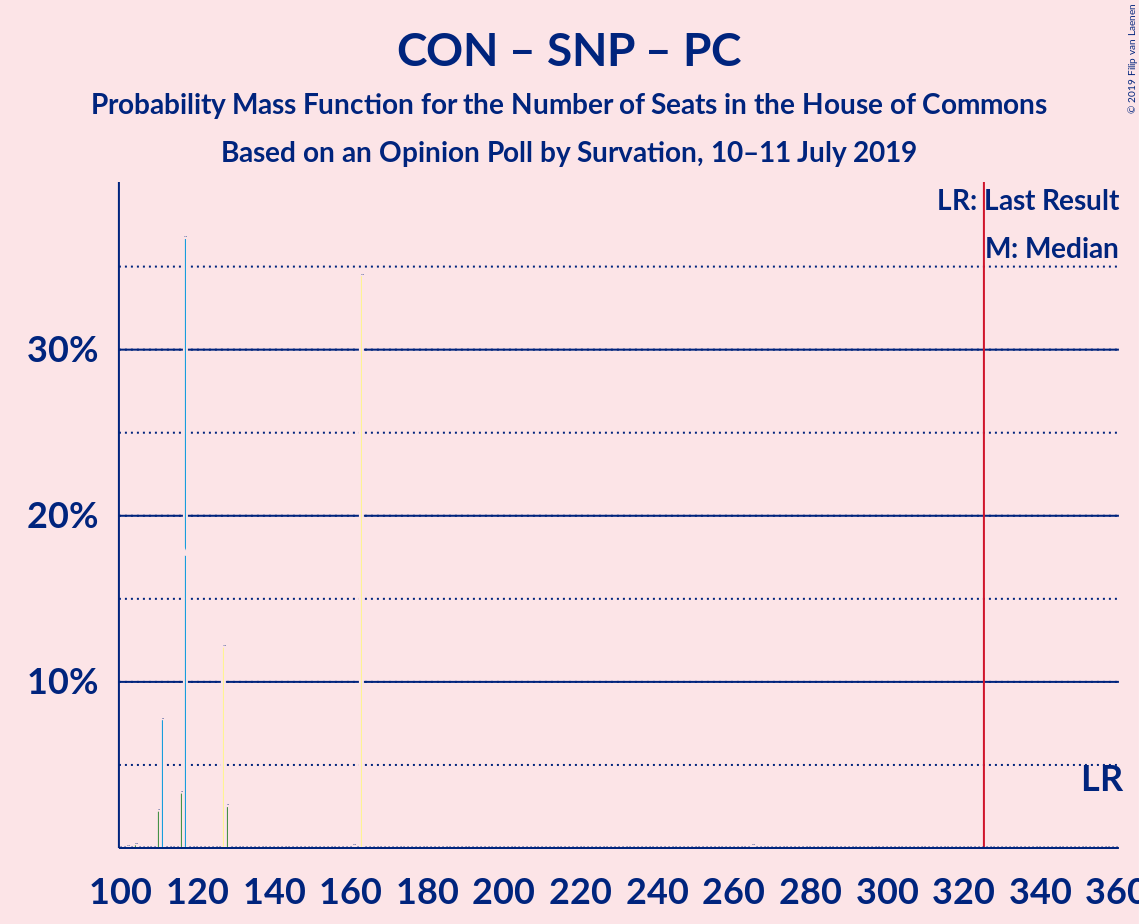 CON – SNP – PC
Probability Mass Function for the Number of Seats in the House of Commons
Based on an Opinion Poll by Survation, 10–11 July 2019
© 2019 Filip van Laenen
LR: Last Result
M: Median
30%
20%
10%
LR
100 120 140 160 180 200 220 240 260 280 300 320 340 360